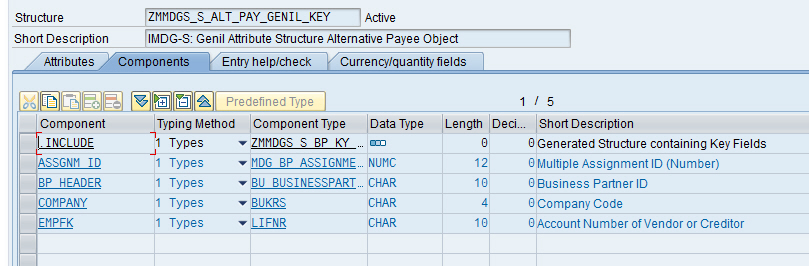 Structure ZMMDGS_S_ALT_PAY_GENIL_KEY Active
Short Description IMDG-S: Genil Attribute Structure Alternative Payee Object
Attributes Components Entry help/check Currency/quantity fields
Predefined Type 1 / 5
Component Typing Method Component Type Data Type Length Deci... Short Description
.INCLUDE 1 Types ZMMDGS_S_BP_KY_... 0 0 Generated Structure containing Key Fields
ASSGNM_ID 1 Types MDG_BP_ASSIGNME... NUMC 12 0 Multiple Assignment ID (Number)
BP_HEADER 1 Types BU_BUSINESSPART... CHAR 10 0 Business Partner ID
COMPANY 1 Types BUKRS CHAR 4 0 Company Code
EMPFK 1 Types LIFNR CHAR 10 0 Account Number of Vendor or Creditor